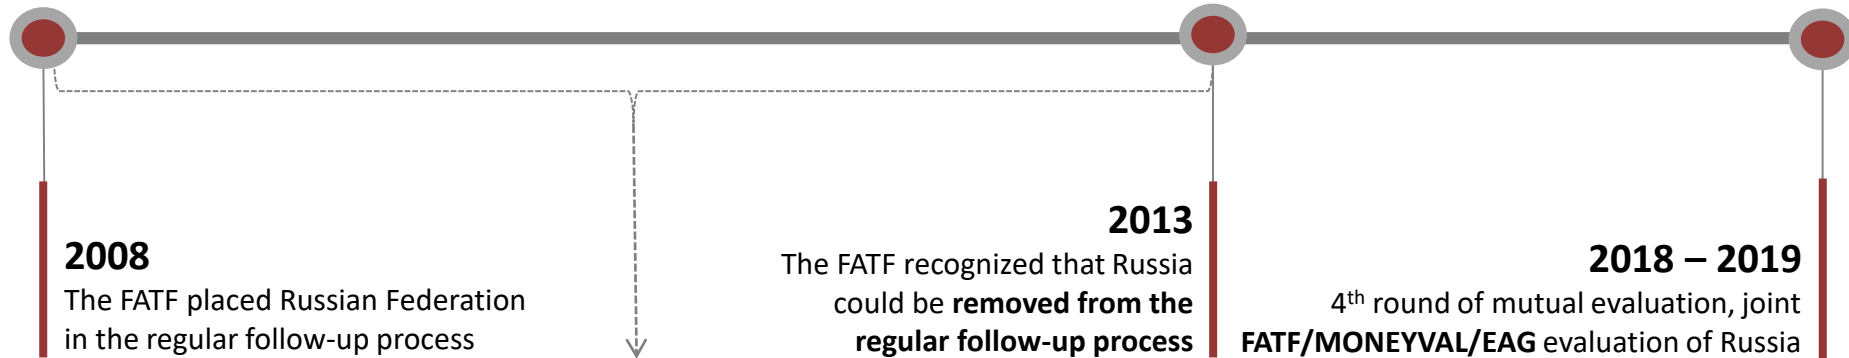 2008
The FATF placed Russian Federation
in the regular follow-up process
2013
The FATF recognized that Russia
could be removed from the
regular follow-up process
2018 – 2019
4th round of mutual evaluation, joint
FATF/MONEYVAL/EAG evaluation of Russia